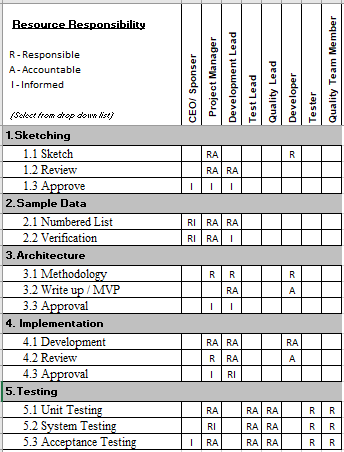 Resource Responsibility
R - Responsible
A - Accountable
I - Informed
(Select from drop down list)
CEO/ Sponser
Project Manager
Development Lead
Test Lead
Quality Lead
Developer
Tester
Quality Team Member
1.Sketching
1.1 Sketch RA R
1.2 Review RA RA
1.3 Approve I I I
2.Sample Data
2.1 Numbered List RI RA RA
2.2 Verification RI RA I
3.Architecture
3.1 Methodology R R R
3.2 Write up / MVP RA A
3.3 Approval I I
4. Implementation
4.1 Development RA RA RA
4.2 Review R RA A
4.3 Approval I RI
5.Testing
5.1 Unit Testing RA RA RA R R
5.2 System Testing RI RA RA R R
5.3 Acceptance Testing I RA RA RA R R